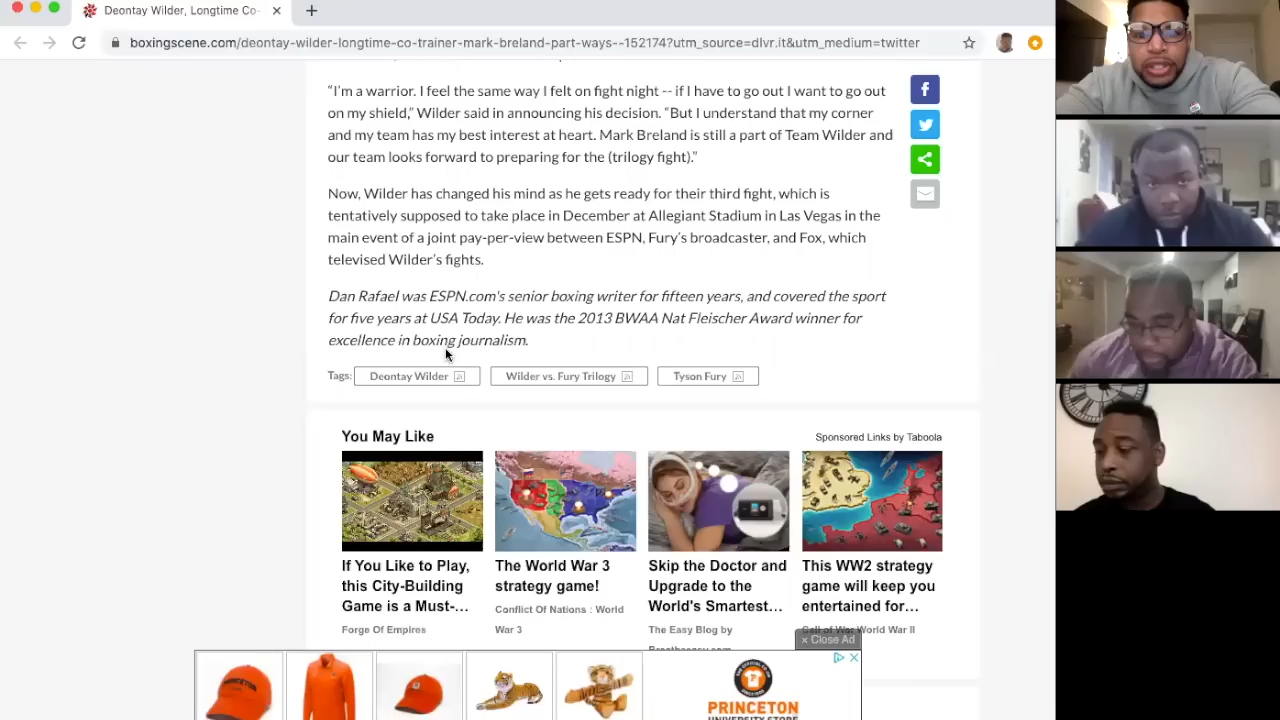 Deontay Wilder, Longtime Co-
boxingscene.com/deontay-wilder-longtime-co-trainer-mark-breland-part-ways--152174?utm_source=dlvr.it&utm_medium=twitter
“I’m a warrior. I feel the same way I felt on fight night -- if I have to go out I want to go out
on my shield,” Wilder said in announcing his decision. “But I understand that my corner
and my team has my best interest at heart. Mark Breland is still a part of Team Wilder and
our team looks forward to preparing for the (trilogy fight).”
Now, Wilder has changed his mind as he gets ready for their third fight, which is
tentatively supposed to take place in December at Allegiant Stadium in Las Vegas in the
main event of a joint pay-per-view between ESPN, Fury’s broadcaster, and Fox, which
televised Wilder’s fights.
Dan Rafael was ESPN.com's senior boxing writer for fifteen years, and covered the sport
for five years at USA Today. He was the 2013 BWAA Nat Fleischer Award winner for
excellence in boxing journalism.
Tags: Deontay Wilder Wilder vs. Fury Trilogy Tyson Fury
You May Like
Sponsored Links by Taboola
If You Like to Play,
this City-Building
Game is a Must-...
Forge Of Empires
The World War 3
strategy game!
Conflict Of Nations : World
War 3
Skip the Doctor and
Upgrade to the
World's Smartest...
The Easy Blog by
Breatheeasy.com
This WW2 strategy
game will keep you
entertained for...
Call of War World War II
× Close Ad
PRINCETON
UNIVERSITY STORE